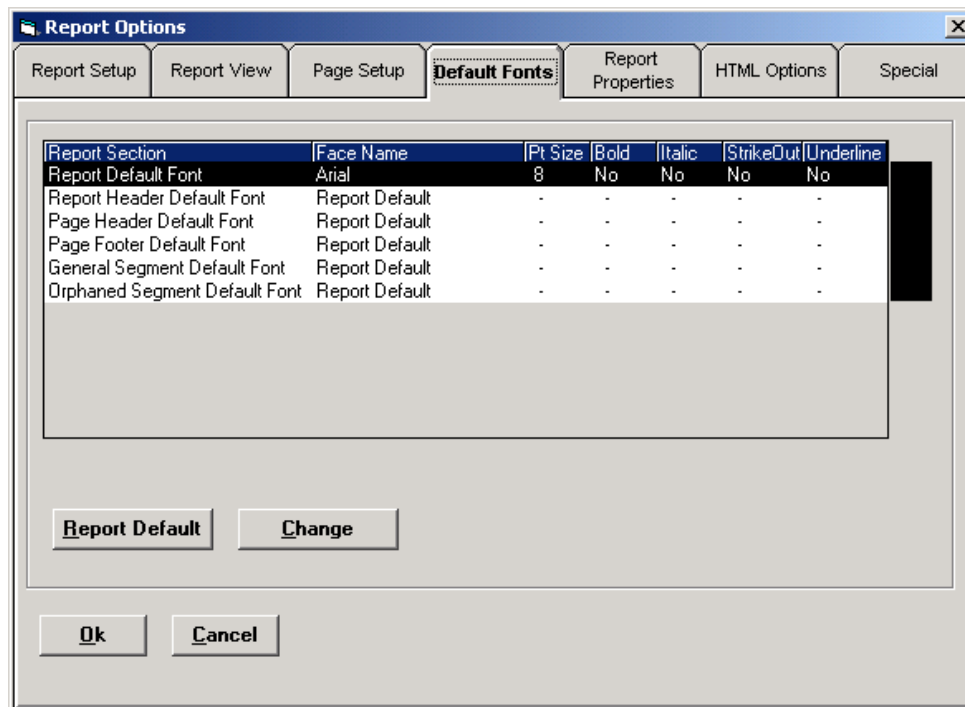 Report Options
Report Setup Report View Page Setup Default Fonts Report Properties HTML Options Special
Report Section Face Name Pt Size Bold Italic StrikeOut Underline
Report Default Font Arial 8 No No No No
Report Header Default Font Report Default - - - - -
Page Header Default Font Report Default - - - - -
Page Footer Default Font Report Default - - - - -
General Segment Default Font Report Default - - - - -
Orphaned Segment Default Font Report Default - - - - -
Report Default Change
Ok Cancel